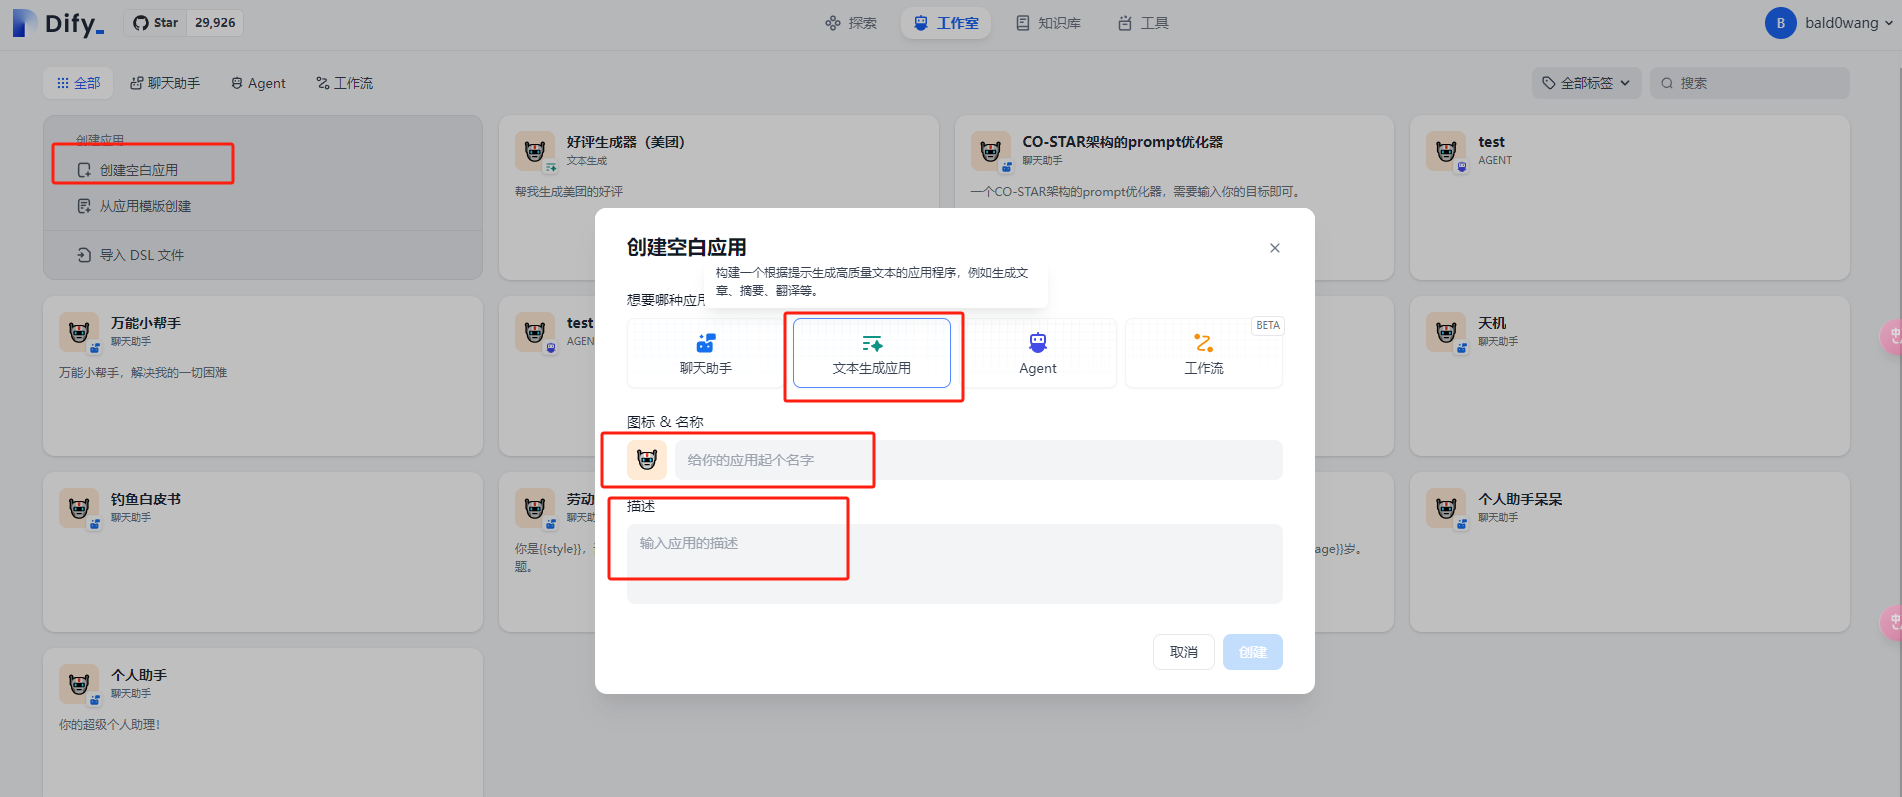 Dify_
Star 29,926
探索
工作室
知识库
工具
B bald0wang
全部
聊天助手
Agent
工作流
全部标签
搜索
创建应用
创建空白应用
从应用模版创建
导入 DSL 文件
好评生成器（美团）
文本生成
帮我生成美团的好评
CO-STAR架构的prompt优化器
聊天助手
一个CO-STAR架构的prompt优化器，需要输入你的目标即可。
test
AGENT
创建空白应用
构建一个根据提示生成高质量文本的应用程序，例如生成文
章、摘要、翻译等。
想要哪种应用
聊天助手
文本生成应用
Agent
BETA
工作流
图标 & 名称
给你的应用起个名字
描述
输入应用的描述
取消
创建
万能小帮手
聊天助手
万能小帮手，解决我的一切困难
test
AGEN
天机
聊天助手
钓鱼白皮书
聊天助手
劳动
聊天助
你是{{style}}，
题。
age}}岁。
个人助手呆呆
聊天助手
个人助手
聊天助手
你的超级个人助理！